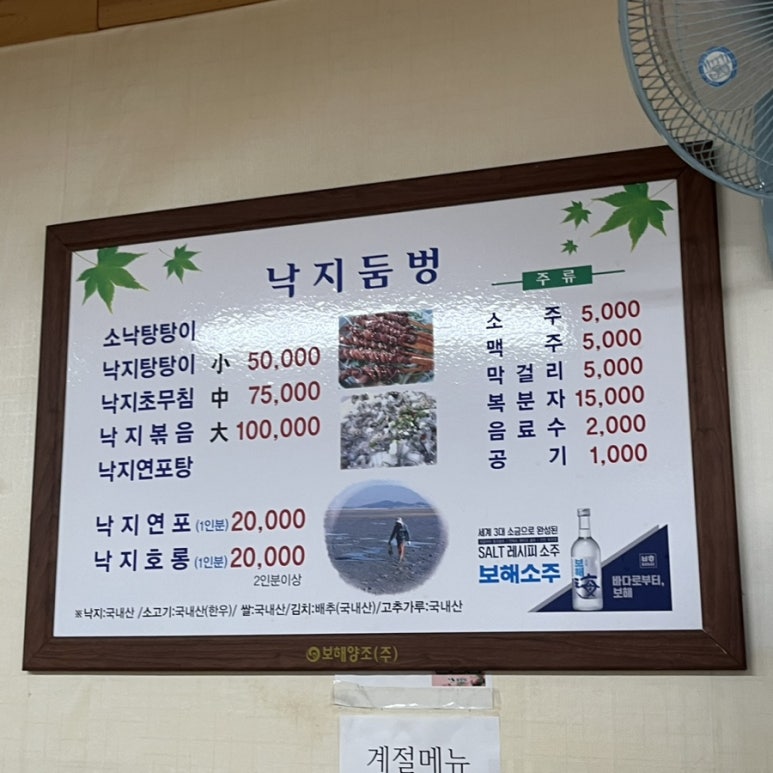 낙지둠벙
소낙탕탕이
낙지탕탕이 小 50,000
낙지초무침 中 75,000
낙지볶음 大 100,000
낙지연포탕
낙지연포 (1인분) 20,000
낙지호롱 (1인분) 20,000
2인분이상
주류
소주 5,000
맥주 5,000
막걸리 5,000
복분자 15,000
음료수 2,000
공기 1,000
세계 3대 소금으로 완성된
SALT 레시피 소주
보해소주
보해
바다로부터,
보해
※낙지:국내산 /소고기:국내산(한우)/ 쌀:국내산/김치:배추(국내산)/고추가루:국내산
보해양조(주)
계절메뉴